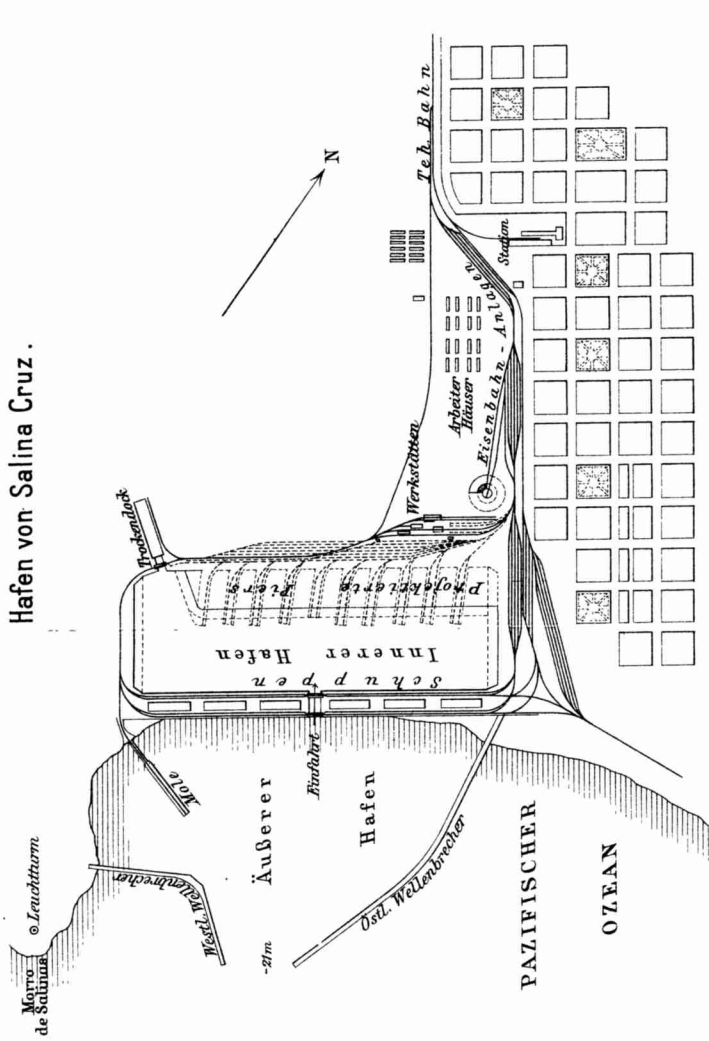 Hafen von Salina Cruz.
Morro
de Salinas
Leuchtturm
Westl. Wellenbrecher
-21m
Mole
Äußerer
Hafen
Östl. Wellenbrecher
PAZIFISCHER
OZEAN
Einfahrt
Schuppen
Innerer Hafen
Projektierte Piers
Trockendock
Werkstätten
Arbeiter
Häuser
Eisenbahn-Anlagen
Station
Teh. Bahn
N